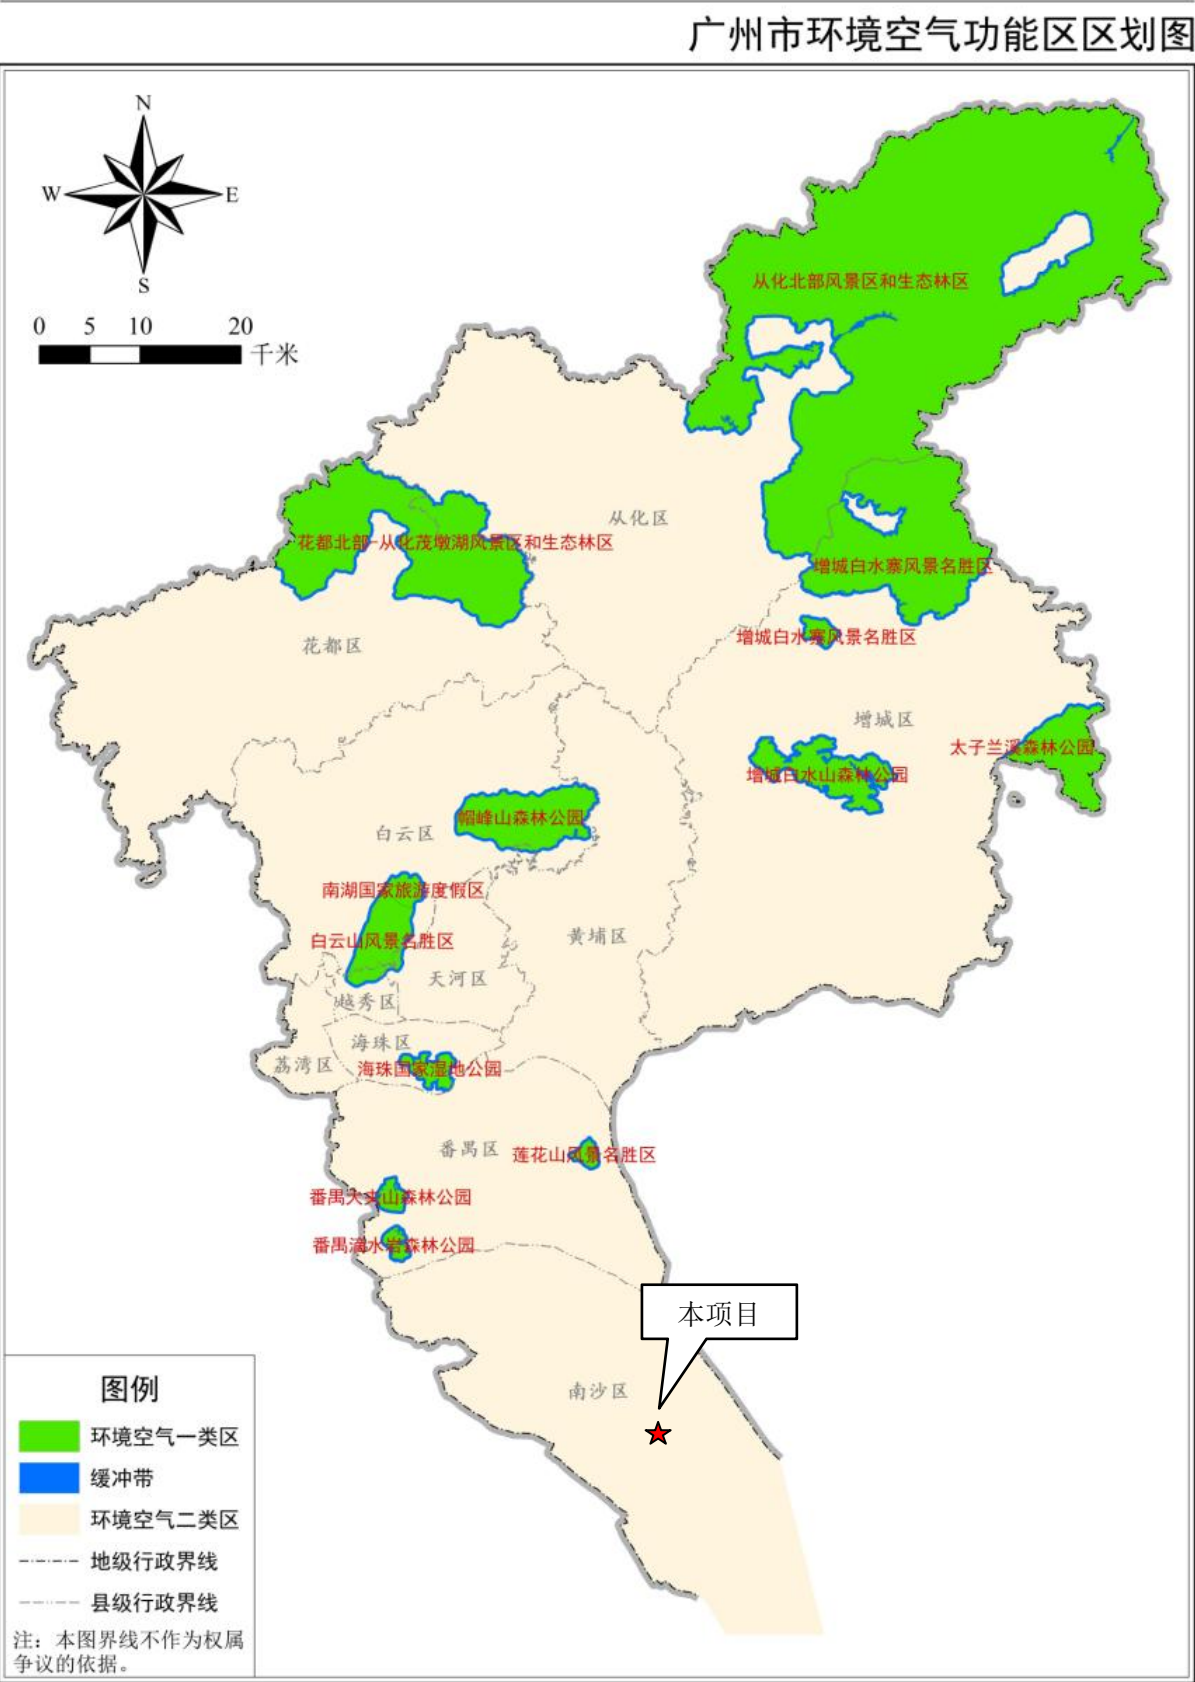 广州市环境空气功能区区划图
N
W
E
S
0 5 10 20
千米
从化北部风景区和生态林区
从化区
花都北部-从化茂墩湖风景区和生态林区
增城白水寨风景名胜区
增城白水寨风景名胜区
花都区
增城区
太子兰溪森林公园
增城白水山森林公园
帽峰山森林公园
白云区
南湖国家旅游度假区
白云山风景名胜区
黄埔区
天河区
越秀区
海珠区
荔湾区
海珠国家湿地公园
番禺区
莲花山风景名胜区
番禺大夫山森林公园
番禺滴水岩森林公园
本项目
南沙区
图例
环境空气一类区
缓冲带
环境空气二类区
地级行政界线
县级行政界线
注：本图界线不作为权属
争议的依据。